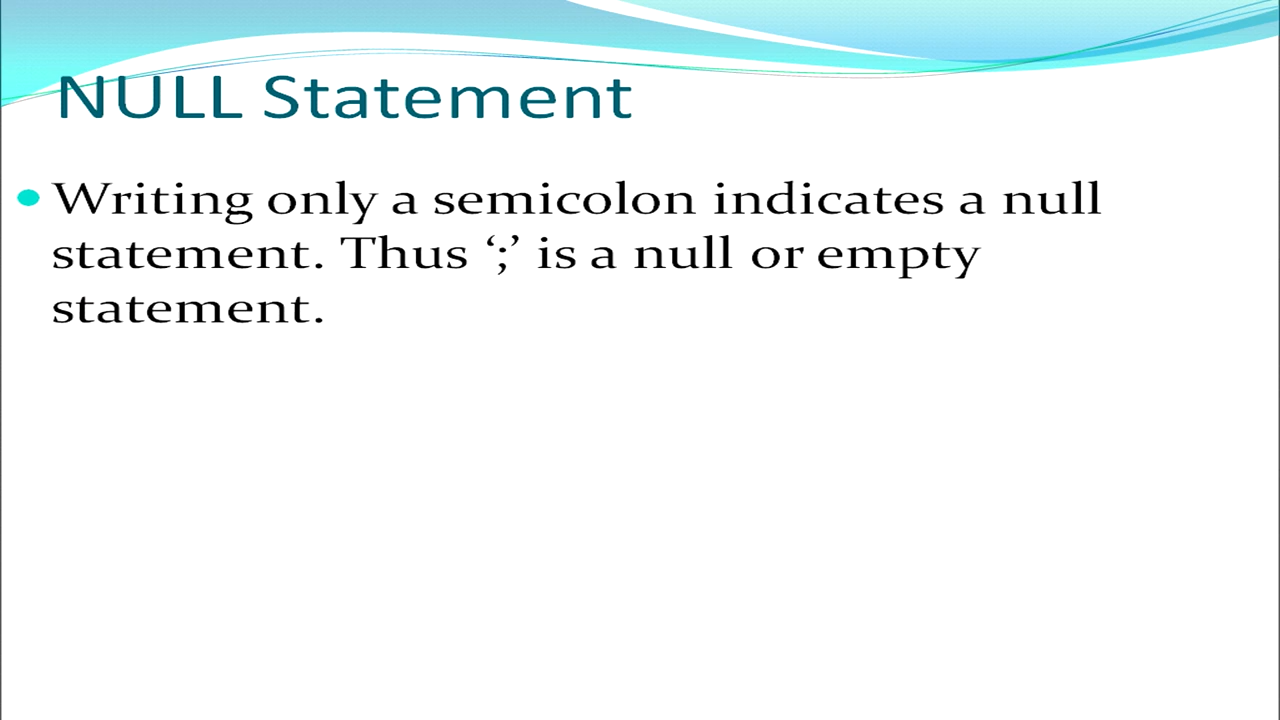 NULL Statement
Writing only a semicolon indicates a null
statement. Thus ‘;’ is a null or empty
statement.